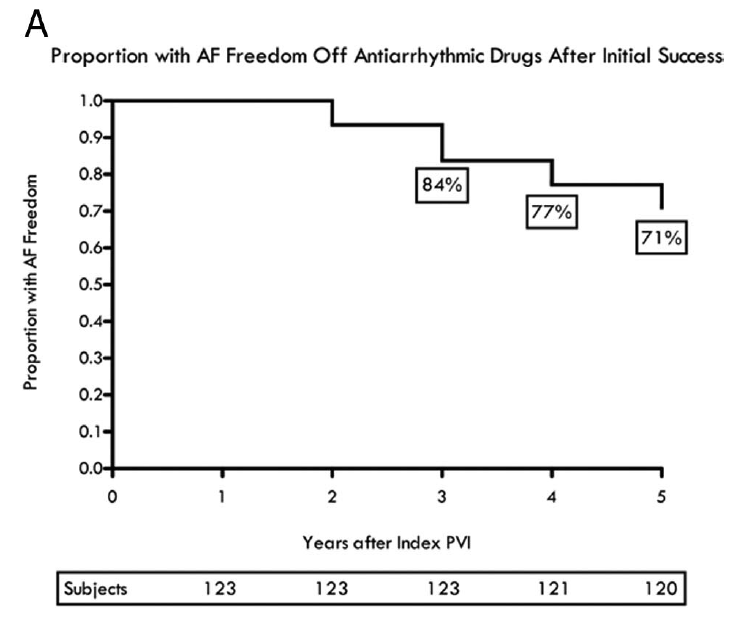 A
Proportion with AF Freedom Off Antiarrhythmic Drugs After Initial Success
Proportion with AF Freedom
1.0
0.9
0.8
0.7
0.6
0.5
0.4
0.3
0.2
0.1
0.0
84%
77%
71%
0 1 2 3 4 5
Years after Index PVI
Subjects 123 123 123 121 120